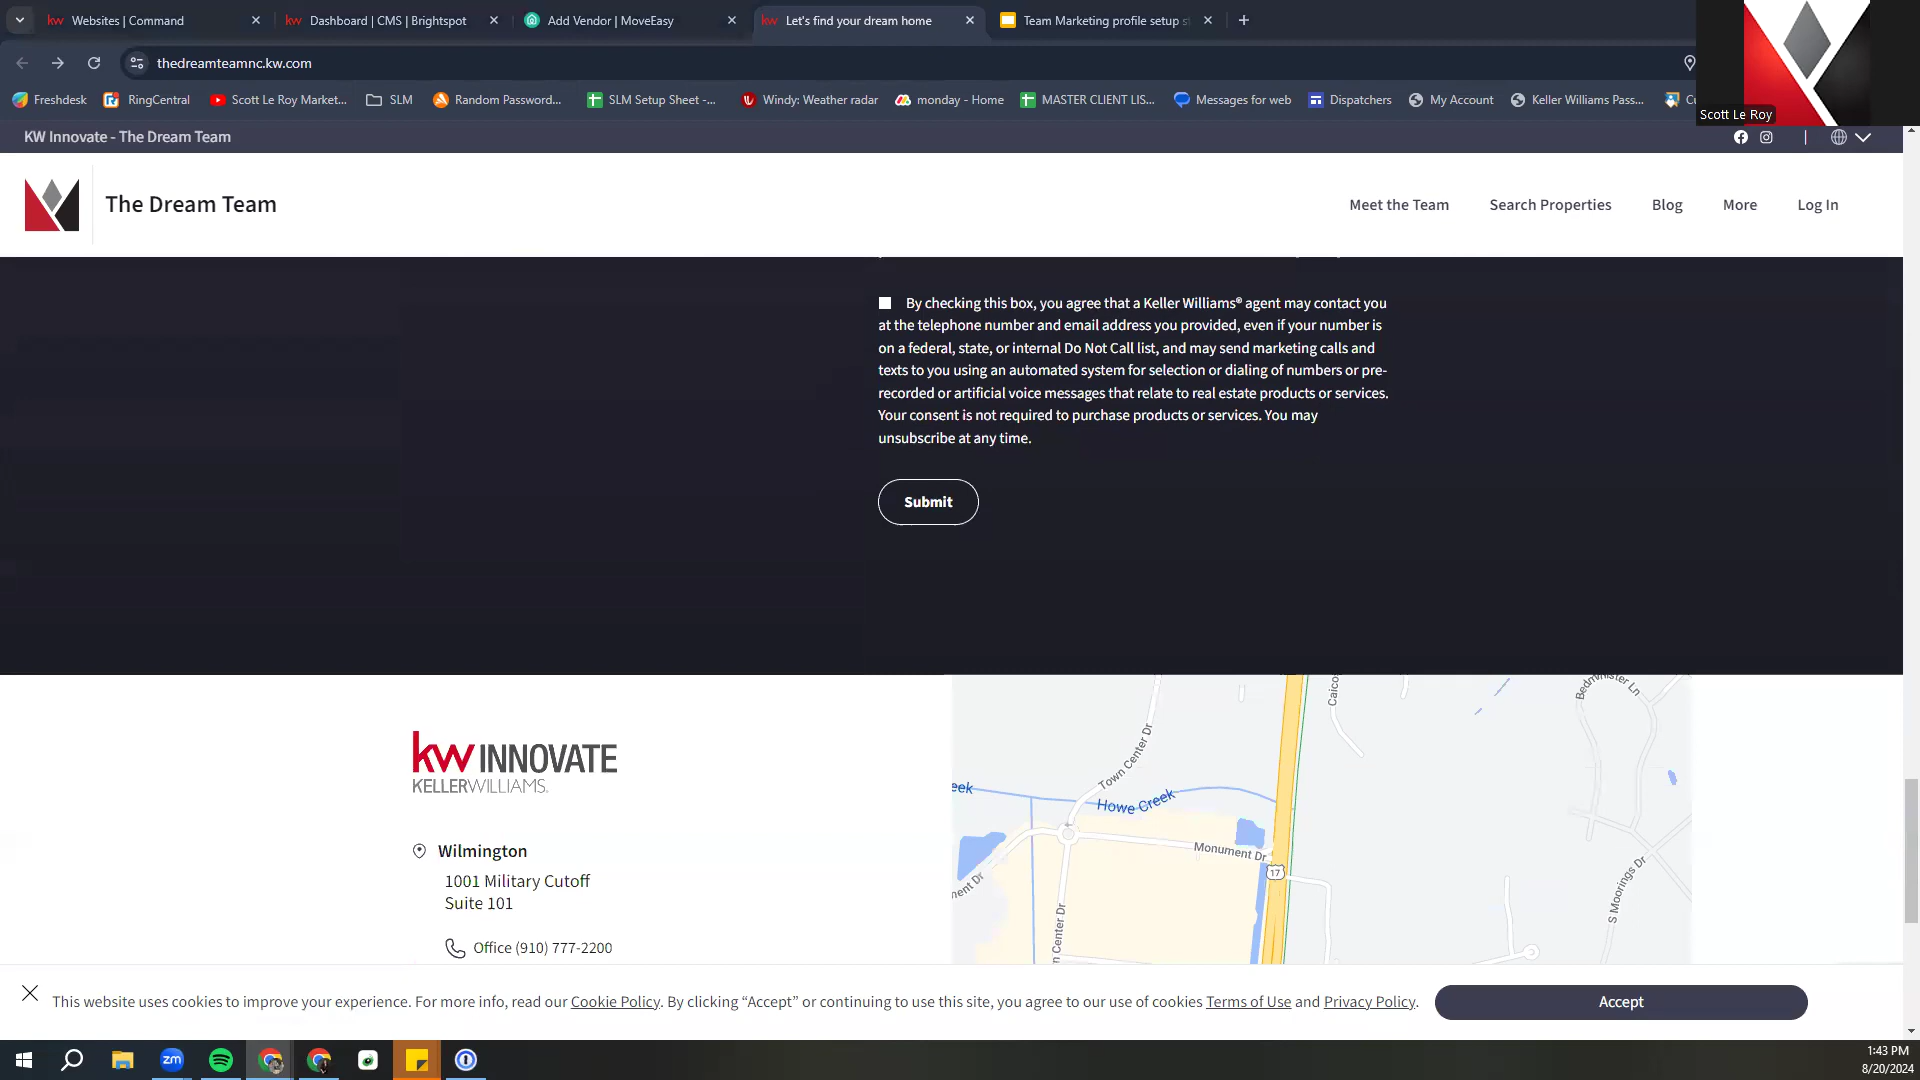 Websites | Command
Dashboard | CMS | Brightspot
Add Vendor | MoveEasy
Let's find your dream home
Team Marketing profile setup
thedreamteamnc.kw.com
Freshdesk
RingCentral
Scott Le Roy Market...
SLM
Random Password...
SLM Setup Sheet -...
Windy: Weather radar
monday - Home
MASTER CLIENT LIS...
Messages for web
Dispatchers
My Account
Keller Williams Pass...
Scott Le Roy
KW Innovate - The Dream Team
The Dream Team
Meet the Team
Search Properties
Blog
More
Log In
By checking this box, you agree that a Keller Williams® agent may contact you
at the telephone number and email address you provided, even if your number is
on a federal, state, or internal Do Not Call list, and may send marketing calls and
texts to you using an automated system for selection or dialing of numbers or pre-
recorded or artificial voice messages that relate to real estate products or services.
Your consent is not required to purchase products or services. You may
unsubscribe at any time.
Submit
kw INNOVATE
KELLERWILLIAMS.
Wilmington
1001 Military Cutoff
Suite 101
Office (910) 777-2200
Bedminister Ln
Caicos
Town Center Dr
eek
Howe Creek
Monument Dr
17
ment Dr
n Center Dr
S Moorings Dr
This website uses cookies to improve your experience. For more info, read our Cookie Policy. By clicking “Accept” or continuing to use this site, you agree to our use of cookies Terms of Use and Privacy Policy.
Accept
zm
1:43 PM
8/20/2024